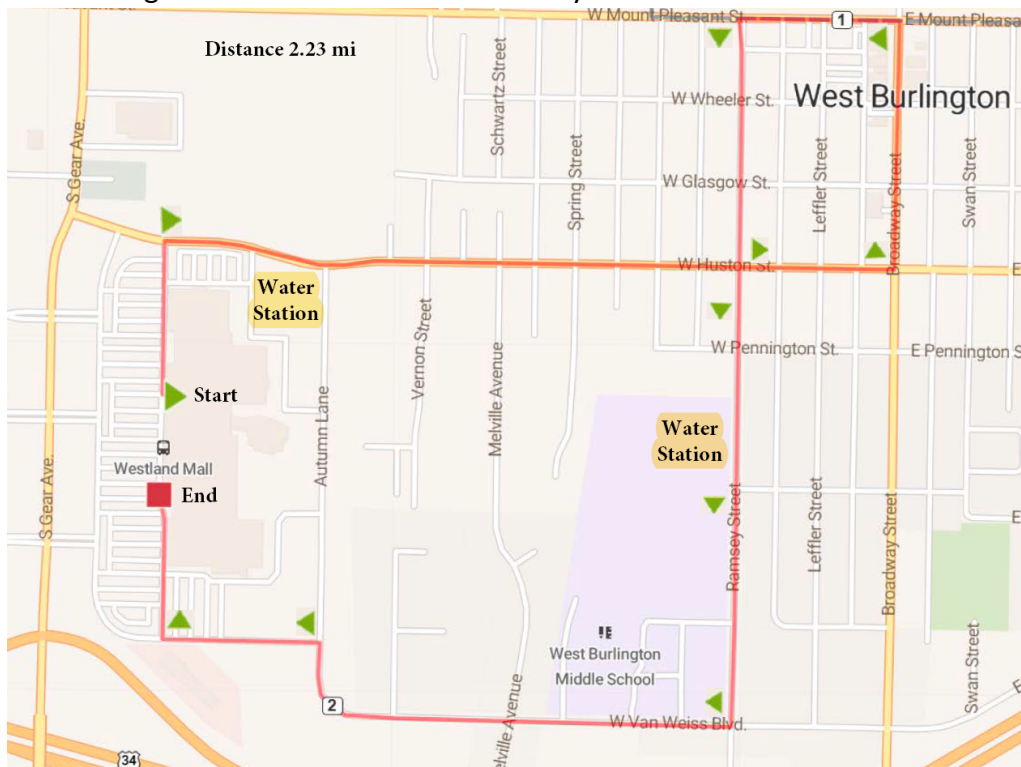 W Mount Pleasant St.
1
E Mount Pleasa
Distance 2.23 mi
Schwartz Street
W Wheeler St.
West Burlington
S Gear Ave.
Spring Street
Leffler Street
Broadway Street
Swan Street
W Glasgow St.
W Huston St.
E
Water
Station
Vernon Street
Melville Avenue
W Pennington St.
E Pennington S
Start
Autumn Lane
Water
Station
Westland Mall
End
S Gear Ave.
Ramsey Street
Leffler Street
Broadway Street
E
West Burlington
Middle School
Swan Street
2
W Van Weiss Blvd.
elville Avenue
E
34